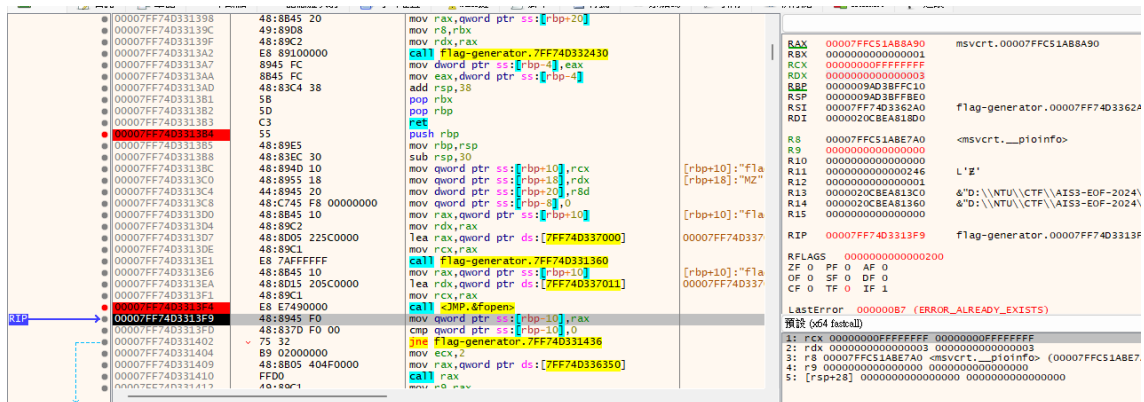 00007FF74D331398 48:8B45 20 mov rax,qword ptr ss:[rbp+20]
00007FF74D33139C 49:89D8 mov r8,rbx
00007FF74D33139F 48:89C2 mov rdx,rax
00007FF74D3313A2 E8 89100000 call flag-generator.7FF74D332430
00007FF74D3313A7 8945 FC mov dword ptr ss:[rbp-4],eax
00007FF74D3313AA 8B45 FC mov eax,dword ptr ss:[rbp-4]
00007FF74D3313AD 48:83C4 38 add rsp,38
00007FF74D3313B1 5B pop rbx
00007FF74D3313B2 5D pop rbp
00007FF74D3313B3 C3 ret
00007FF74D3313B4 55 push rbp
00007FF74D3313B5 48:89E5 mov rbp,rsp
00007FF74D3313B8 48:83EC 30 sub rsp,30
00007FF74D3313BC 48:894D 10 mov qword ptr ss:[rbp+10],rcx [rbp+10]:"fla
00007FF74D3313C0 48:8955 18 mov qword ptr ss:[rbp+18],rdx [rbp+18]:"MZ"
00007FF74D3313C4 44:8945 20 mov dword ptr ss:[rbp+20],r8d
00007FF74D3313C8 48:C745 F8 00000000 mov qword ptr ss:[rbp-8],0
00007FF74D3313D0 48:8B45 10 mov rax,qword ptr ss:[rbp+10] [rbp+10]:"fla
00007FF74D3313D4 48:89C2 mov rdx,rax
00007FF74D3313D7 48:8D05 225C0000 lea rax,qword ptr ds:[7FF74D337000] 00007FF74D337
00007FF74D3313DE 48:89C1 mov rcx,rax
00007FF74D3313E1 E8 7AFFFFFF call flag-generator.7FF74D331360
00007FF74D3313E6 48:8B45 10 mov rax,qword ptr ss:[rbp+10] [rbp+10]:"fla
00007FF74D3313EA 48:8D15 205C0000 lea rdx,qword ptr ds:[7FF74D337011] 00007FF74D337
00007FF74D3313F1 48:89C1 mov rcx,rax
00007FF74D3313F4 E8 E7490000 call <JMP.&fopen>
RIP 00007FF74D3313F9 48:8945 F0 mov qword ptr ss:[rbp-10],rax
00007FF74D3313FD 48:837D F0 00 cmp qword ptr ss:[rbp-10],0
00007FF74D331402 75 32 jne flag-generator.7FF74D331436
00007FF74D331404 B9 02000000 mov ecx,2
00007FF74D331409 48:8B05 404F0000 mov rax,qword ptr ds:[7FF74D336350]
00007FF74D331410 FFD0 call rax
00007FF74D331412 49:89C1 mov r9,rax
RAX 00007FFC51AB8A90 msvcrt.00007FFC51AB8A90
RBX 0000000000000001
RCX 00000000FFFFFFFF
RDX 0000000000000003
RBP 0000009AD3BFFC10
RSP 0000009AD3BFFBE0
RSI 00007FF74D3362A0 flag-generator.00007FF74D3362A
RDI 0000020CBEA818D0
R8 00007FFC51ABE7A0 <msvcrt.__pioinfo>
R9 0000000000000000
R10 0000000000000000
R11 0000000000000246 L'Ɇ'
R12 0000000000000001
R13 0000020CBEA813C0 &"D:\\NTU\\CTF\\AIS3-EOF-2024\
R14 0000020CBEA81360 &"D:\\NTU\\CTF\\AIS3-EOF-2024\
R15 0000000000000000
RIP 00007FF74D3313F9 flag-generator.00007FF74D3313F
RFLAGS 0000000000000200
ZF 0 PF 0 AF 0
OF 0 SF 0 DF 0
CF 0 TF 0 IF 1
LastError 000000B7 (ERROR_ALREADY_EXISTS)
預設 (x64 fastcall)
1: rcx 00000000FFFFFFFF 00000000FFFFFFFF
2: rdx 0000000000000003 0000000000000003
3: r8 00007FFC51ABE7A0 <msvcrt.__pioinfo> (00007FFC51ABE7
4: r9 0000000000000000 0000000000000000
5: [rsp+28] 0000000000000000 0000000000000000